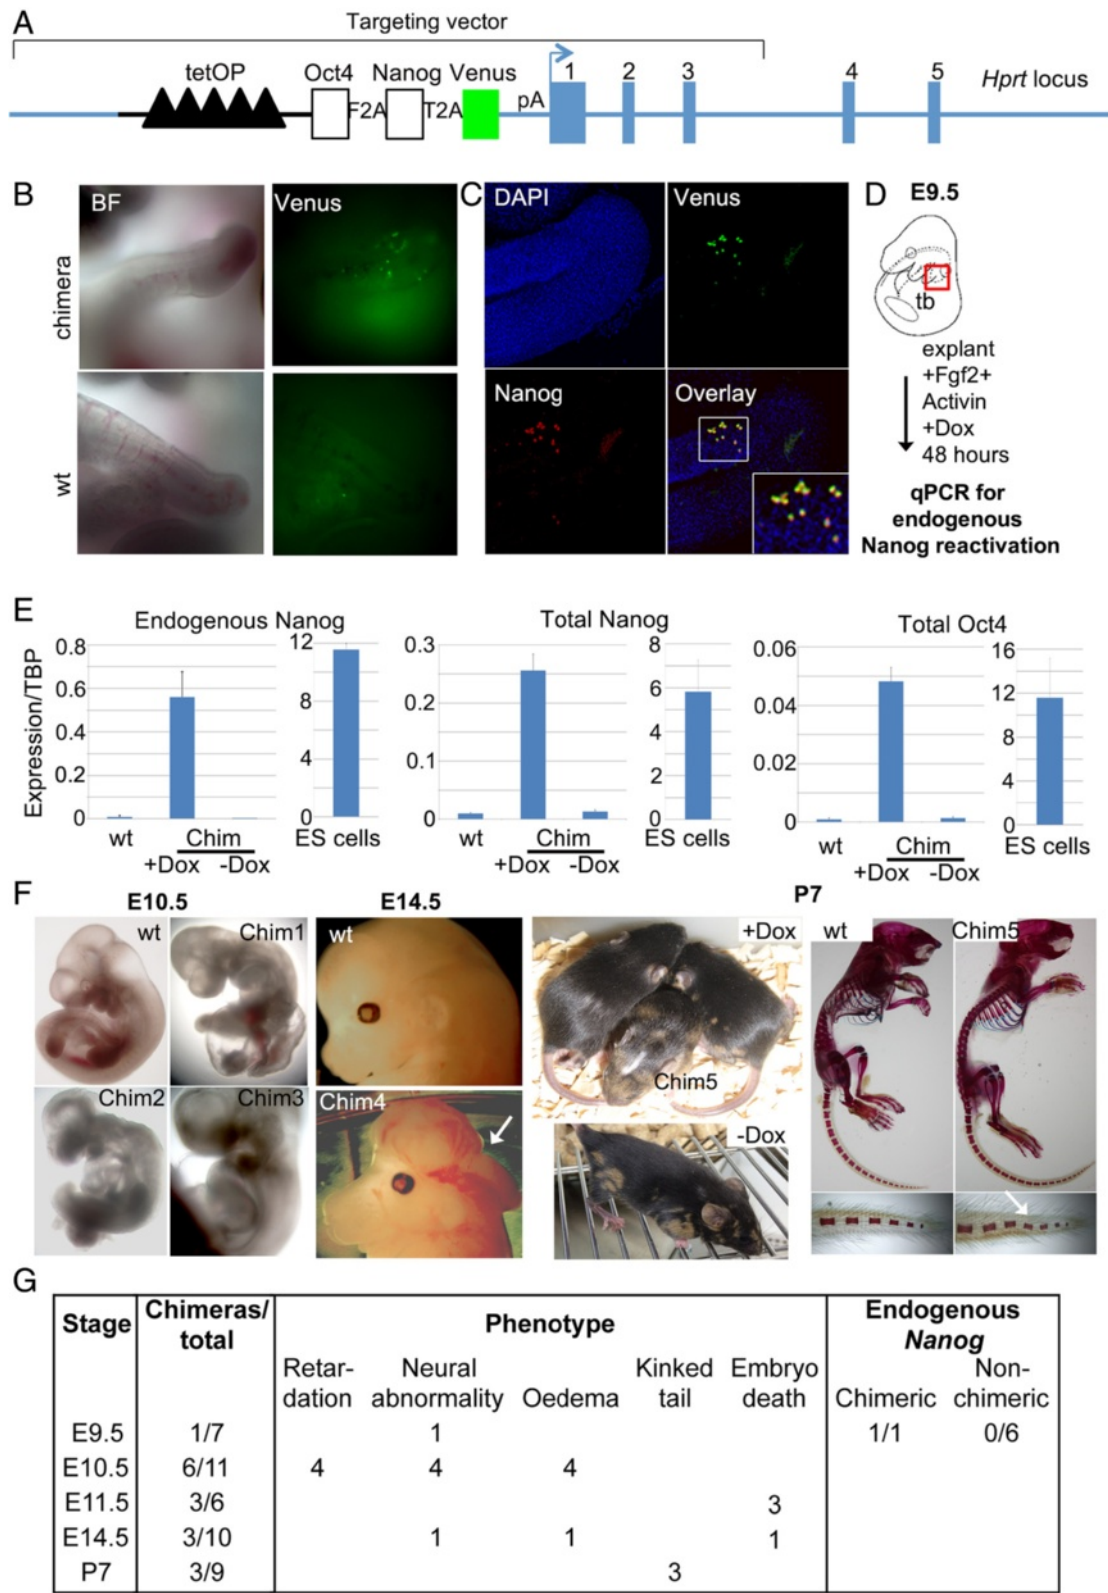 A
Targeting vector
tetOP
Oct4
Nanog
Venus
F2A
T2A
pA
1
2
3
4
5
Hprt locus
B
BF
Venus
chimera
wt
C
DAPI
Venus
Nanog
Overlay
D
E9.5
tb
explant
+Fgf2+
Activin
+Dox
48 hours
qPCR for
endogenous
Nanog reactivation
E
Expression/TBP
Endogenous Nanog
0.8
0.6
0.4
0.2
0
12
8
4
0
wt
Chim
+Dox -Dox
ES cells
Total Nanog
0.3
0.2
0.1
0
8
6
4
2
0
wt
Chim
+Dox -Dox
ES cells
Total Oct4
0.06
0.04
0.02
0
16
12
8
4
0
wt
Chim
+Dox -Dox
ES cells
F
E10.5
wt
Chim1
Chim2
Chim3
E14.5
wt
Chim4
P7
+Dox
Chim5
-Dox
wt
Chim5
G
Stage Chimeras/ total Phenotype Endogenous Nanog
Retar- dation Neural abnormality Oedema Kinked tail Embryo death Chimeric Non- chimeric
E9.5 1/7 1 1/1 0/6
E10.5 6/11 4 4 4
E11.5 3/6 3
E14.5 3/10 1 1 1
P7 3/9 3